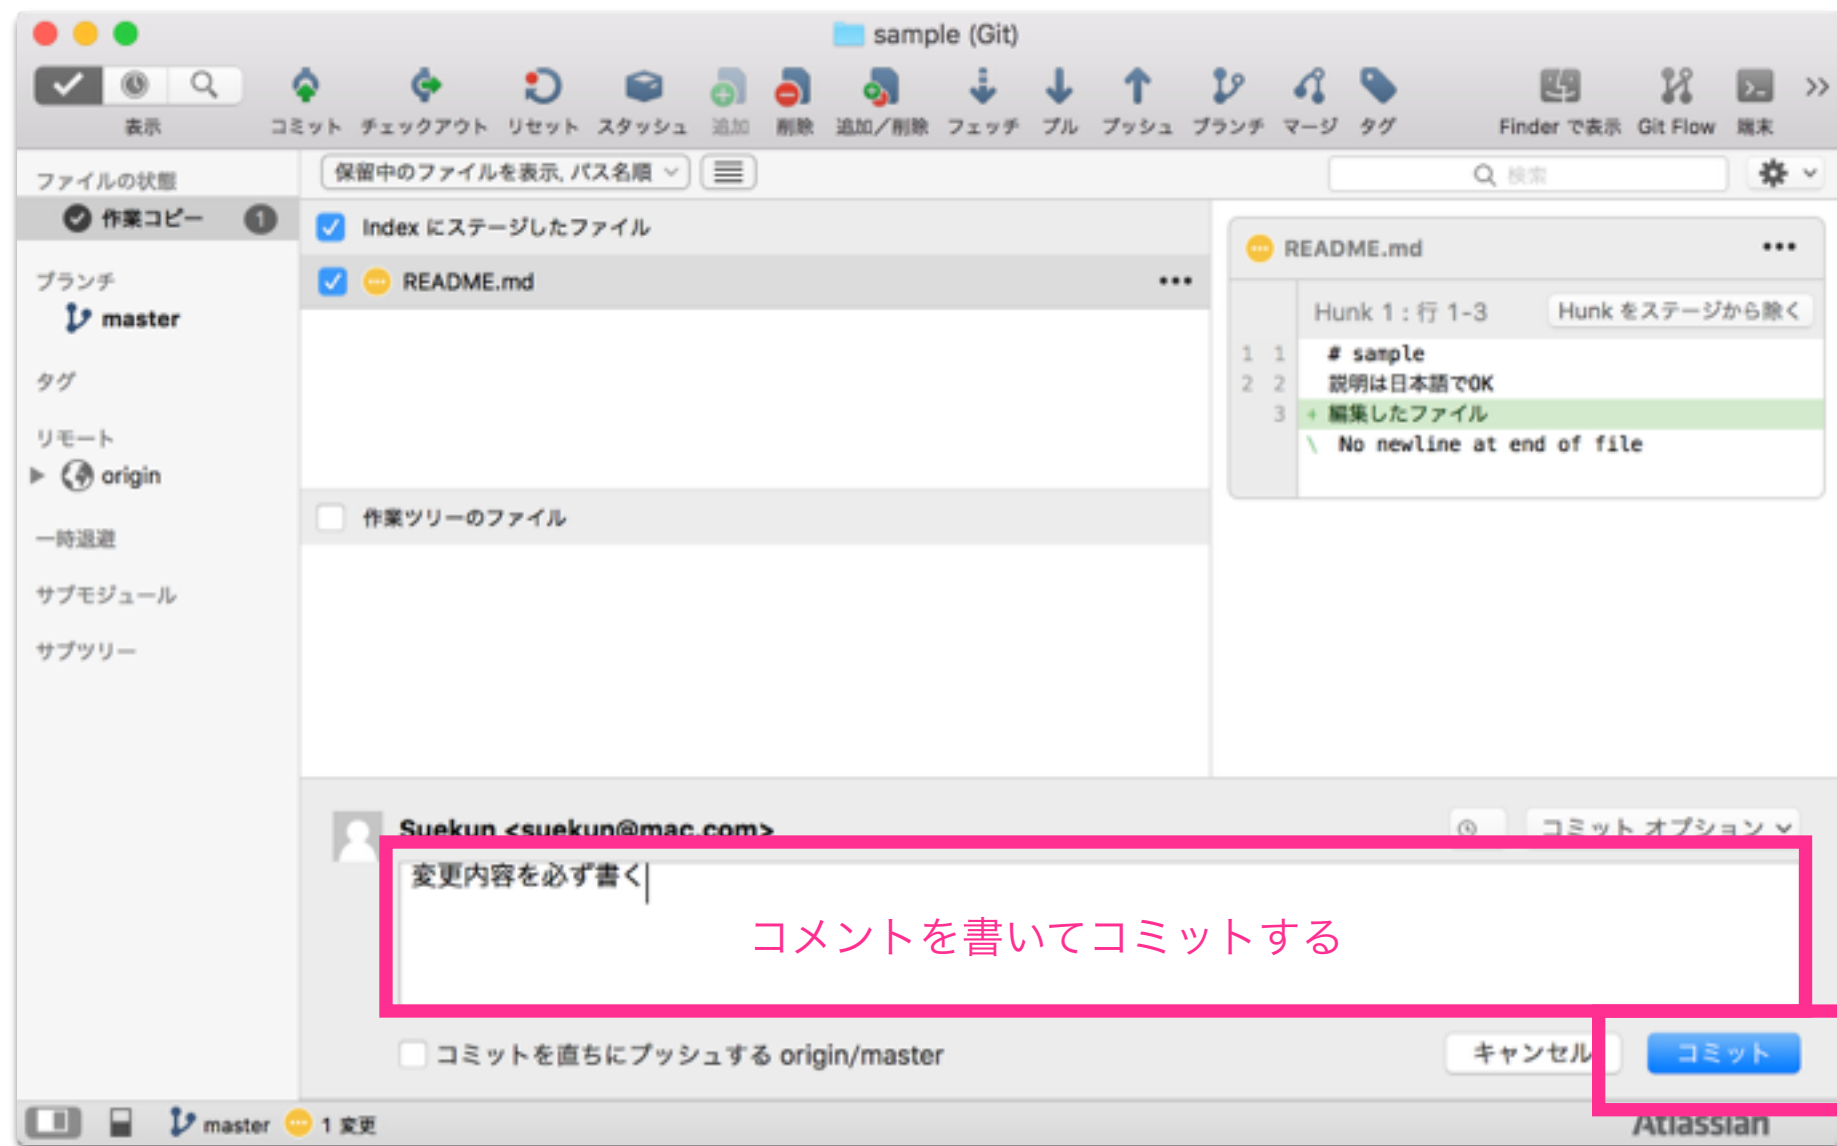 sample (Git)
表示
コミット
チェックアウト
リセット
スタッシュ
追加
削除
追加／削除
フェッチ
プル
プッシュ
ブランチ
マージ
タグ
Finder で表示
Git Flow
端末
ファイルの状態
作業コピー 1
ブランチ
master
タグ
リモート
origin
一時退避
サブモジュール
サブツリー
保留中のファイルを表示, パス名順
検索
Index にステージしたファイル
README.md
作業ツリーのファイル
README.md
Hunk 1 : 行 1-3 Hunk をステージから除く
1 1 # sample
2 2 説明は日本語でOK
3 + 編集したファイル
\ No newline at end of file
Suekun <suekun@mac.com>
コミット オプション
変更内容を必ず書く
コメントを書いてコミットする
コミットを直ちにプッシュする origin/master
キャンセル
コミット
master 1 変更
Atlassian